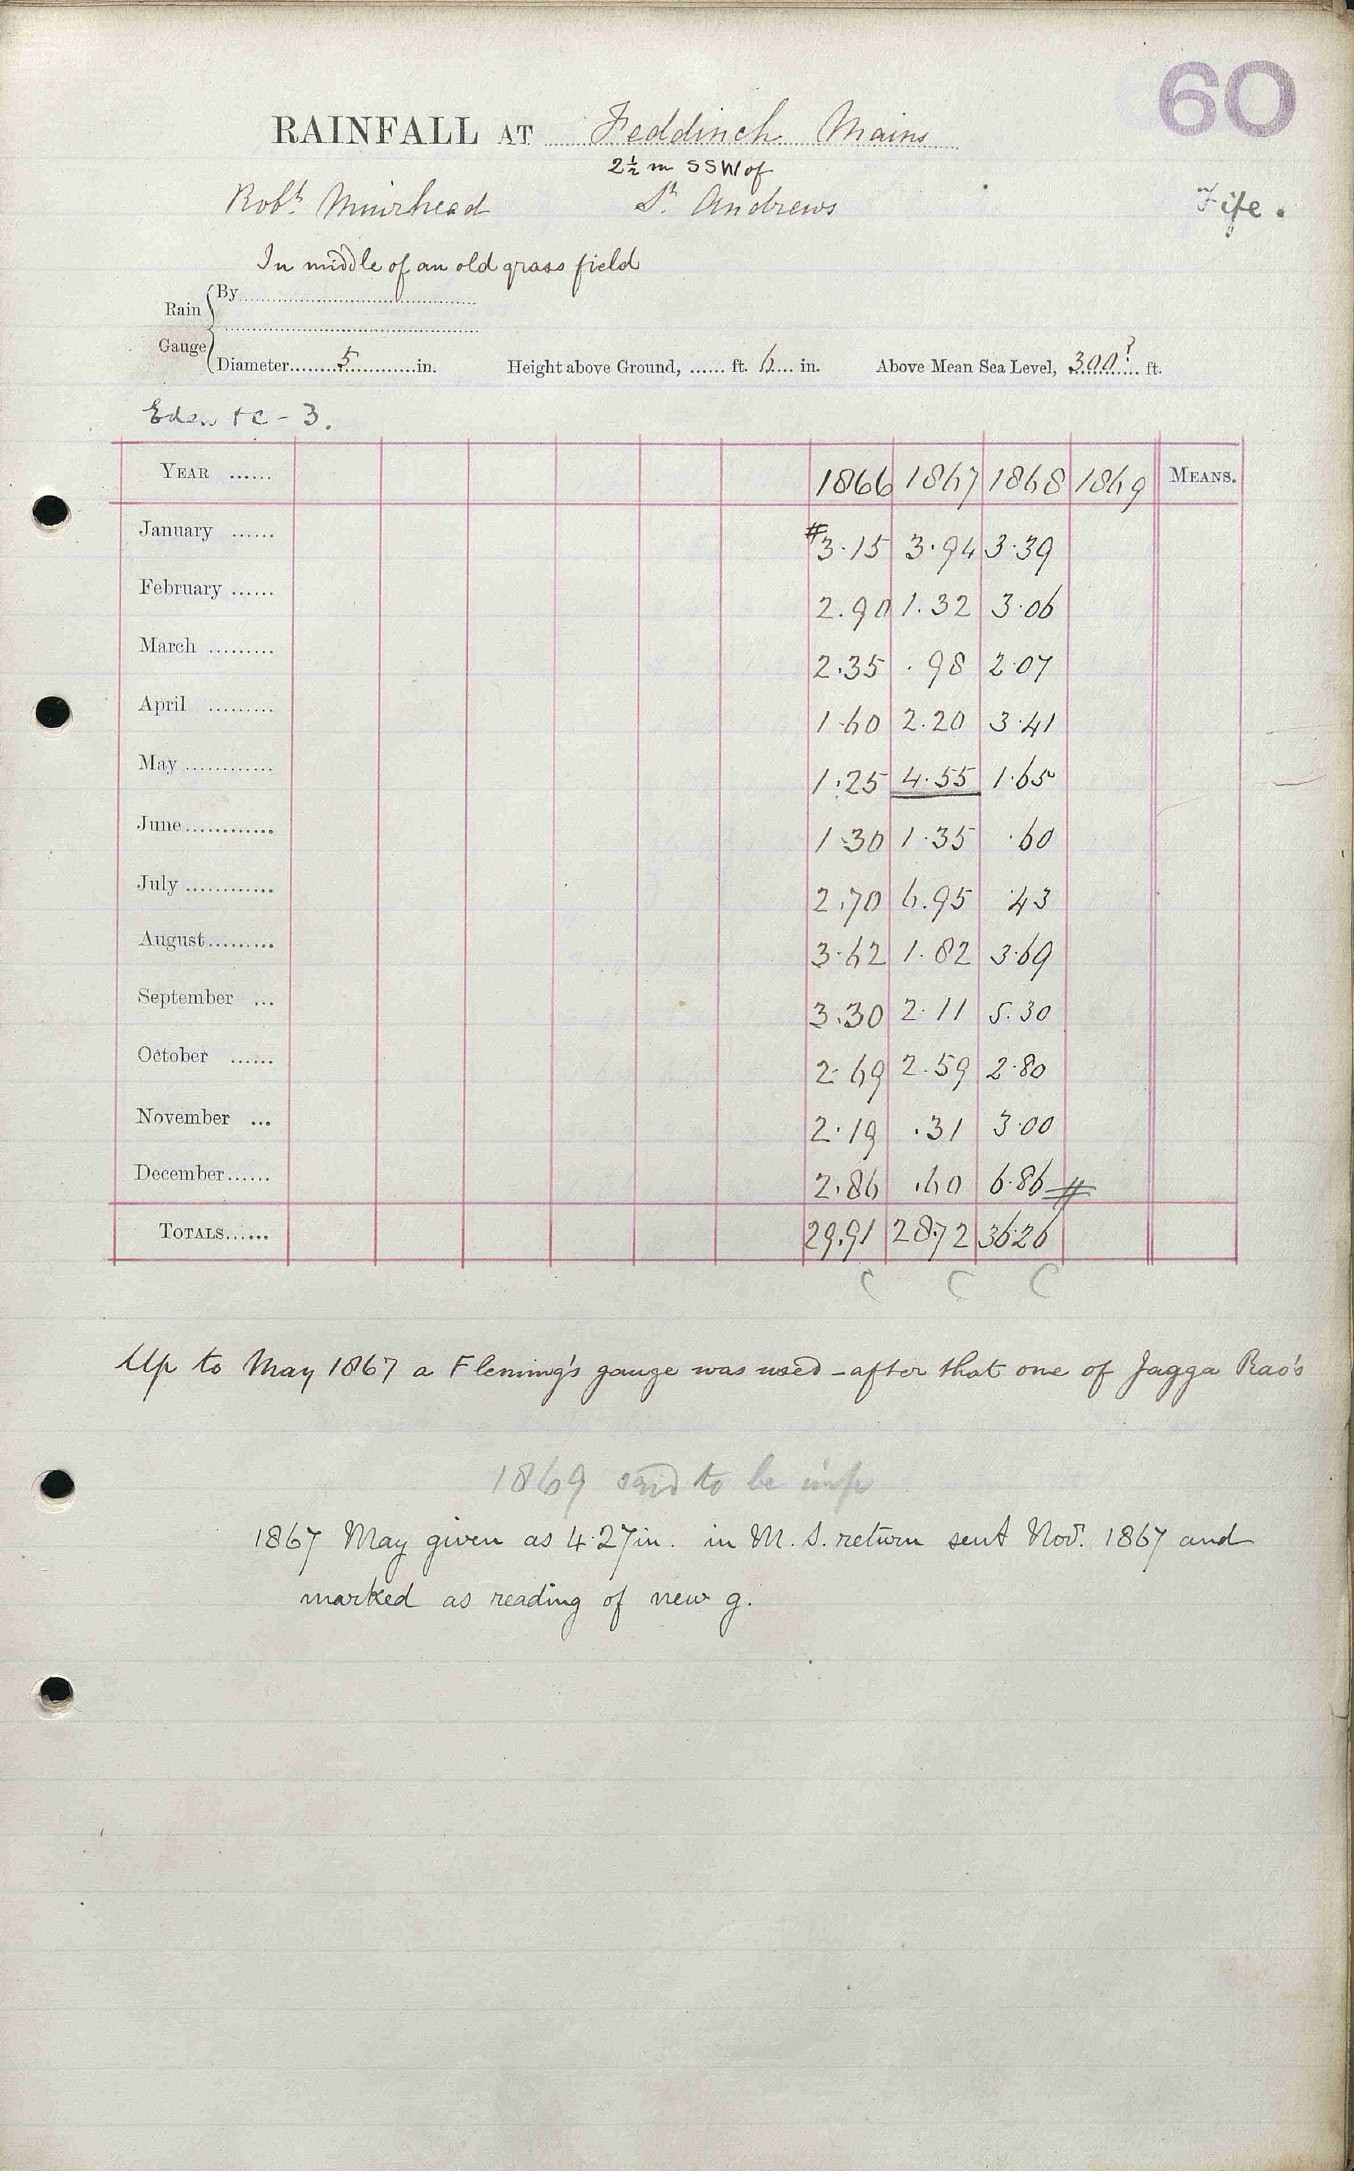 60
RAINFALL AT Feddinch Mains
2½ m SSW of
Robt. Muirhead St. Andrews Fife.
In middle of an old grass field
Rain Gauge
By
Diameter 5 in. Height above Ground, ...... ft. 6 in. Above Mean Sea Level, 300? ft.
Eden &c - 3.
YEAR ...... 1866 1867 1868 1869 MEANS.
January ...... #3.15 3.94 3.39
February ...... 2.90 1.32 3.06
March ......... 2.35 .98 2.07
April ......... 1.60 2.20 3.41
May ............ 1.25 4.55 1.65
June............ 1.30 1.35 .60
July ............ 2.70 6.95 .43
August......... 3.62 1.82 3.69
September ... 3.30 2.11 5.30
October ...... 2.69 2.59 2.80
November ... 2.19 .31 3.00
December...... 2.86 .60 6.86 #
TOTALS...... 29.91 28.72 36.26
C C C
Up to May 1867 a Fleming's gauge was used - after that one of Jagga Rao's
1869 said to be imp
1867 May given as 4.27in. in M.S. return sent Nov. 1867 and
marked as reading of new g.